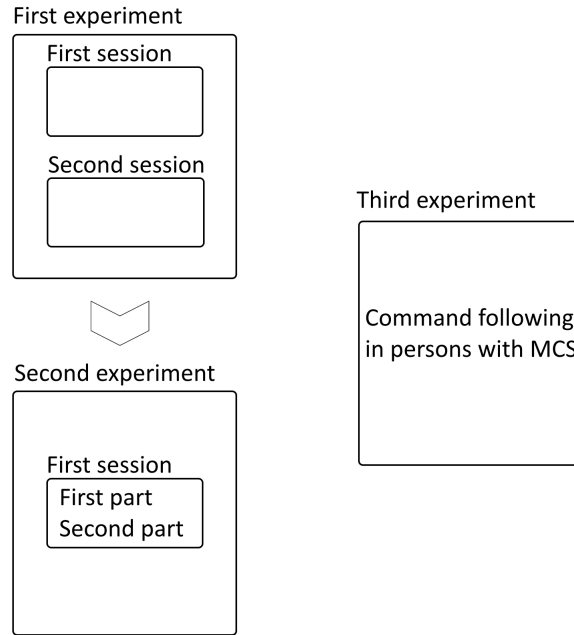 First experiment
First session
Second session
Second experiment
First session
First part
Second part
Third experiment
Command following
in persons with MCS